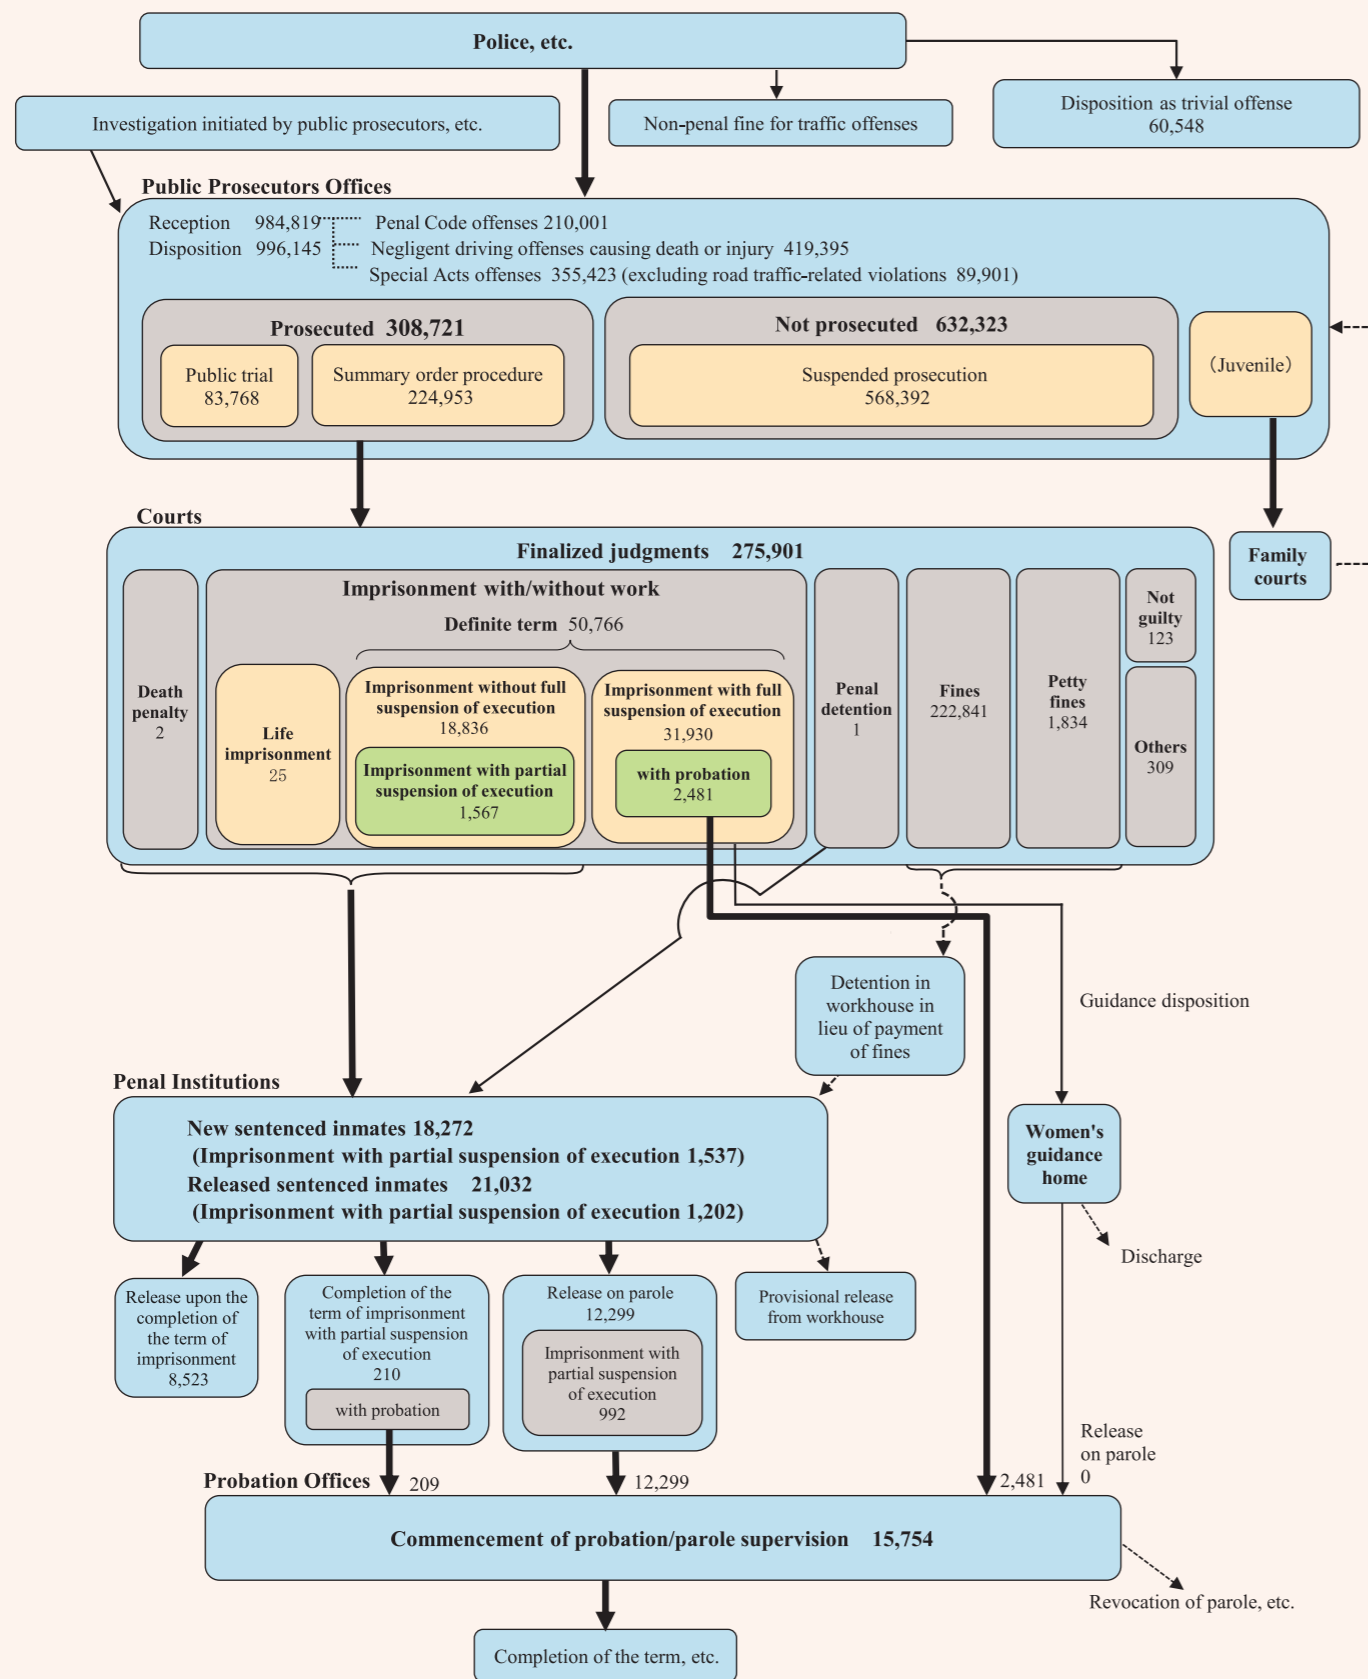 Police, etc.
Investigation initiated by public prosecutors, etc.
Non-penal fine for traffic offenses
Disposition as trivial offense
60,548
Public Prosecutors Offices
Reception 984,819
Penal Code offenses 210,001
Disposition 996,145
Negligent driving offenses causing death or injury 419,395
Special Acts offenses 355,423 (excluding road traffic-related violations 89,901)
Prosecuted 308,721
Public trial
83,768
Summary order procedure
224,953
Not prosecuted 632,323
Suspended prosecution
568,392
(Juvenile)
Courts
Finalized judgments 275,901
Family
courts
Death
penalty
2
Imprisonment with/without work
Definite term 50,766
Life
imprisonment
25
Imprisonment without full
suspension of execution
18,836
Imprisonment with partial
suspension of execution
1,567
Imprisonment with full
suspension of execution
31,930
with probation
2,481
Penal
detention
1
Fines
222,841
Petty
fines
1,834
Not
guilty
123
Others
309
Detention in
workhouse in
lieu of payment
of fines
Guidance disposition
Penal Institutions
New sentenced inmates 18,272
(Imprisonment with partial suspension of execution 1,537)
Released sentenced inmates 21,032
(Imprisonment with partial suspension of execution 1,202)
Women's
guidance
home
Discharge
Release upon the
completion of
the term of
imprisonment
8,523
Completion of the
term of imprisonment
with partial suspension
of execution
210
with probation
Release on parole
12,299
Imprisonment with
partial suspension
of execution
992
Provisional release
from workhouse
Release
on parole
0
Probation Offices
209
12,299
2,481
Commencement of probation/parole supervision 15,754
Revocation of parole, etc.
Completion of the term, etc.